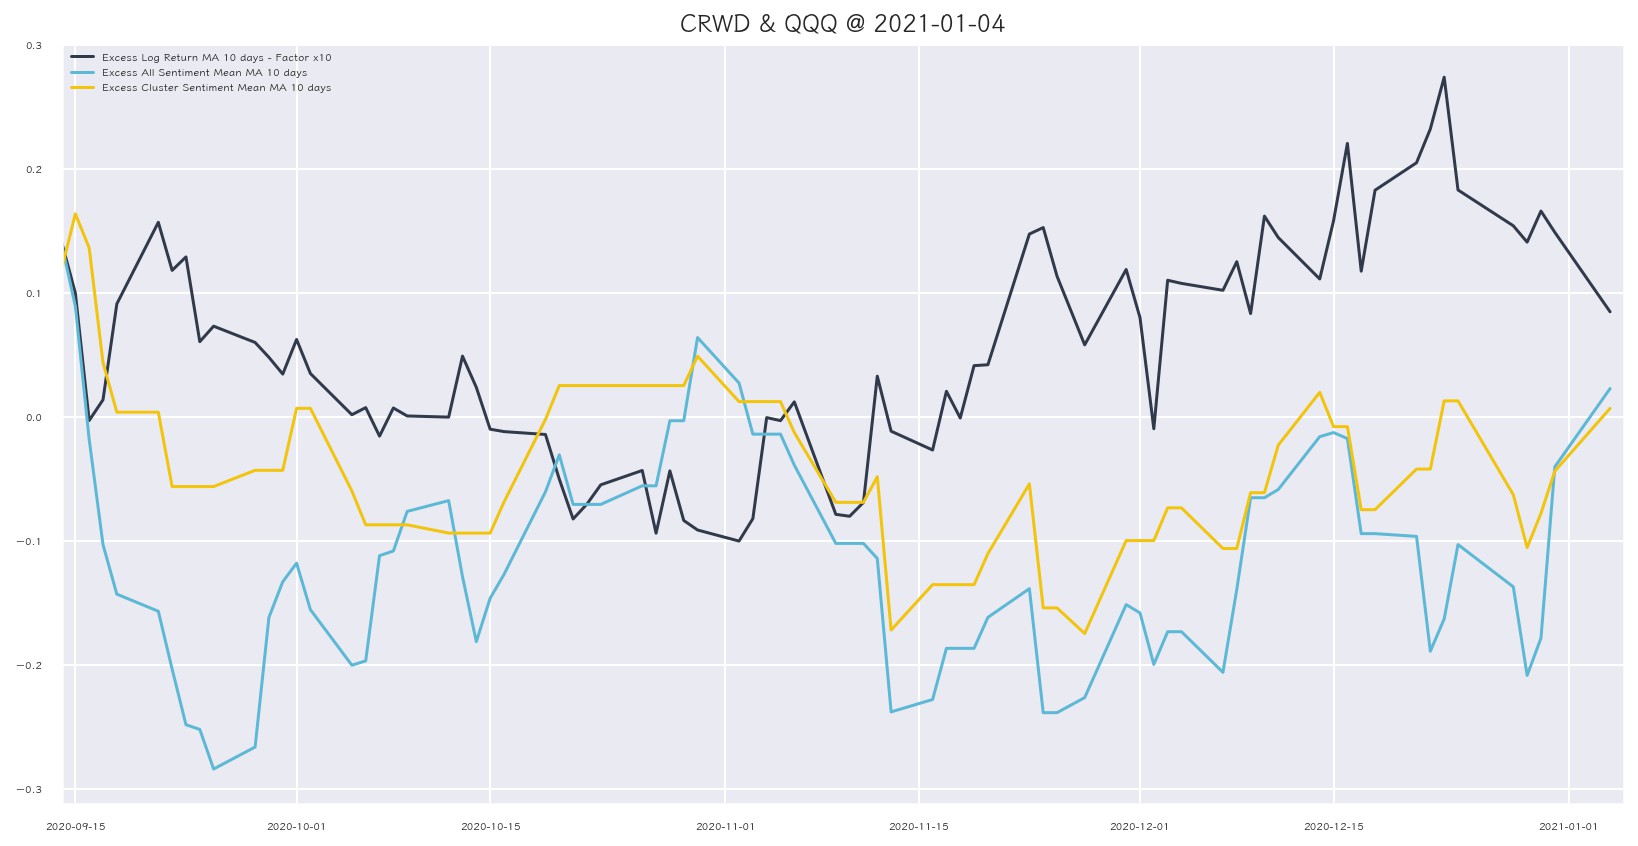 CRWD & QQQ @ 2021-01-04
Excess Log Return MA 10 days - Factor x10
Excess All Sentiment Mean MA 10 days
Excess Cluster Sentiment Mean MA 10 days
0.3
0.2
0.1
0.0
−0.1
−0.2
−0.3
2020-09-15 2020-10-01 2020-10-15 2020-11-01 2020-11-15 2020-12-01 2020-12-15 2021-01-01